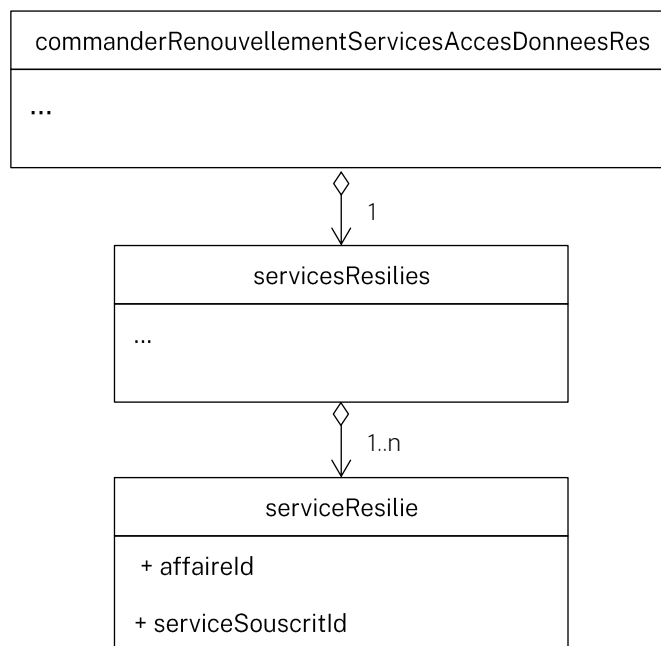 commanderRenouvellementServicesAccesDonneesRes
...
1
servicesResilies
...
1..n
serviceResilie
+ affaireId
+ serviceSouscritId